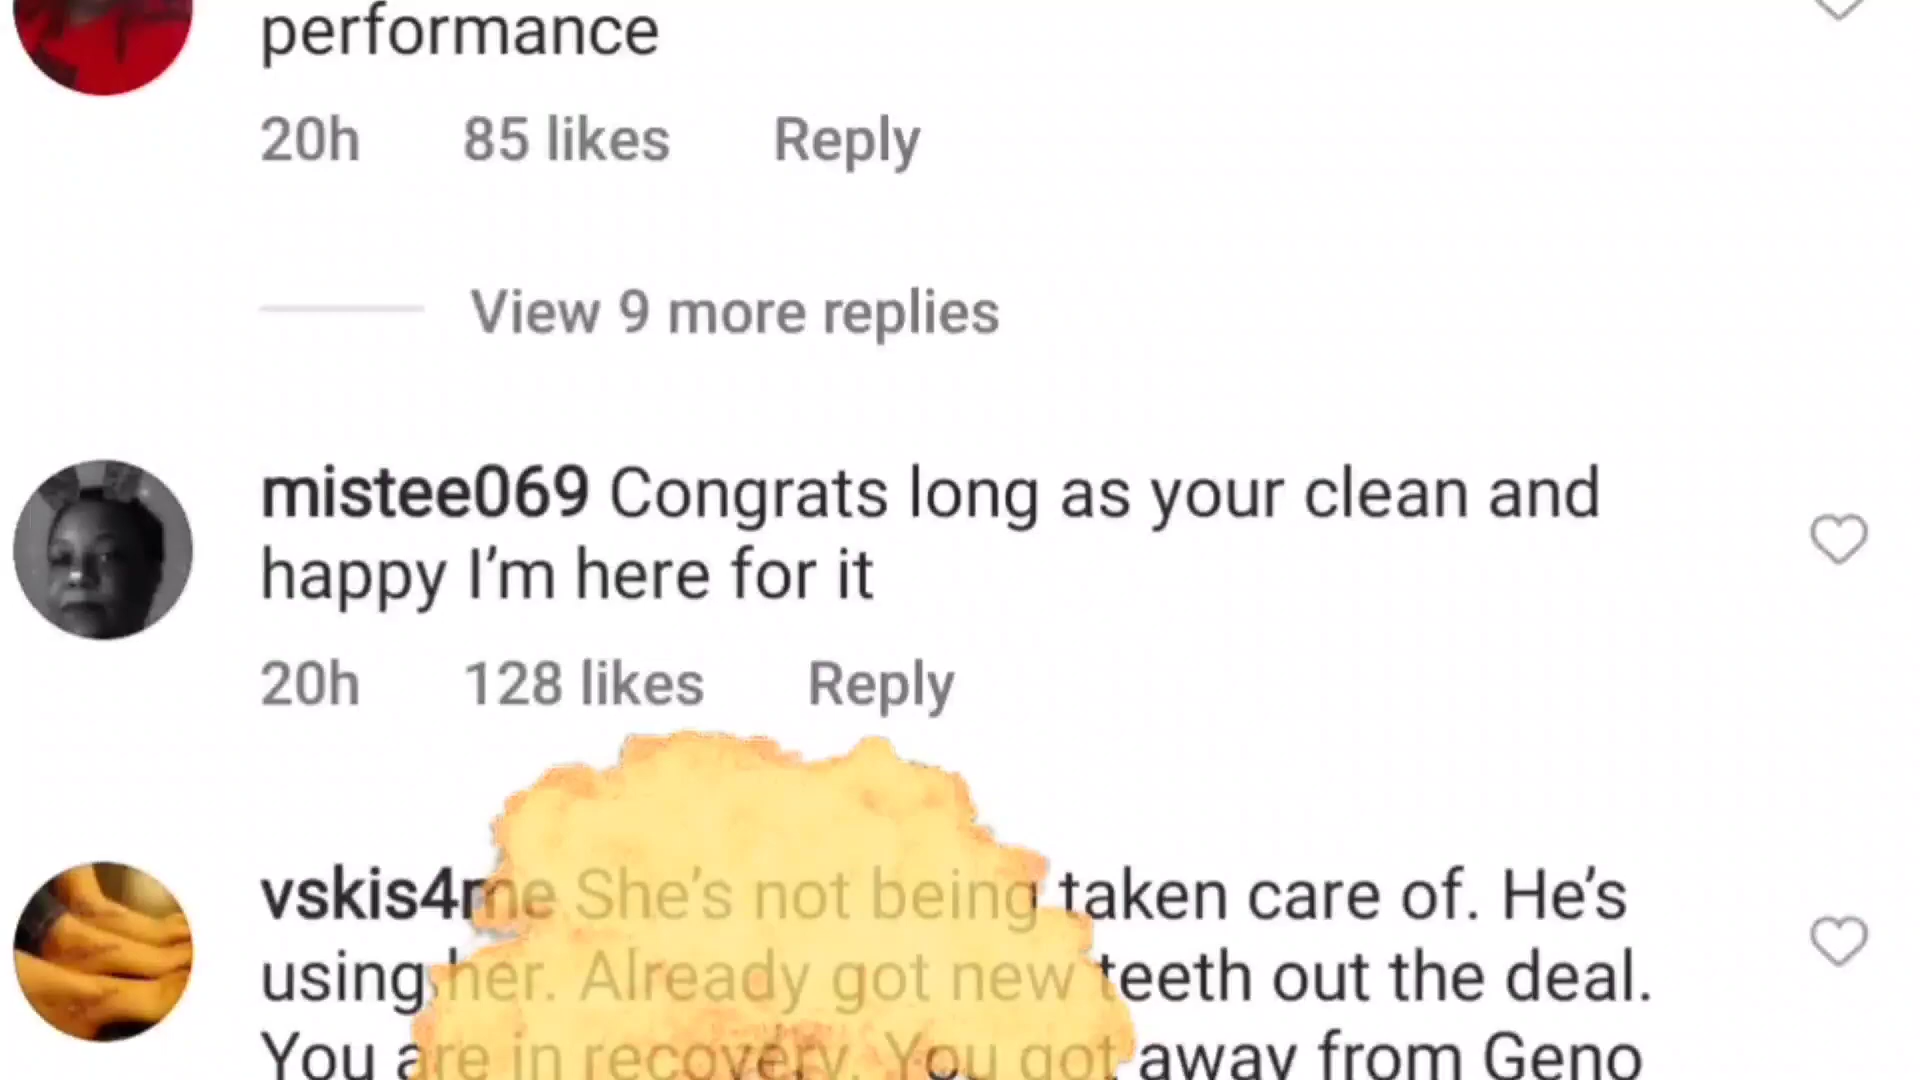 performance
20h 85 likes Reply
View 9 more replies
mistee069 Congrats long as your clean and
happy I'm here for it
20h 128 likes Reply
vskis4me She's not being taken care of. He's
using her. Already got new teeth out the deal.
You are in recovery. You got away from Geno